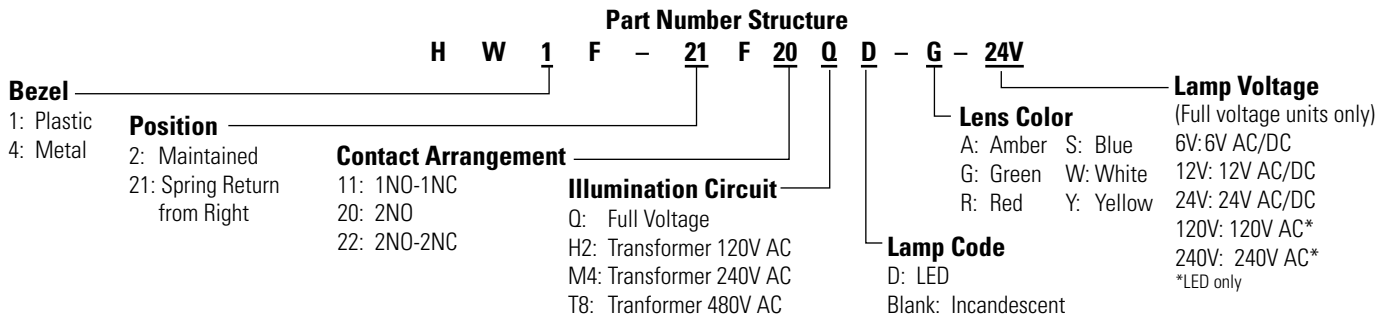 Part Number Structure
H W 1 F – 21 F 20 Q D – G – 24V
Bezel
1: Plastic
4: Metal
Position
2: Maintained
21: Spring Return
from Right
Contact Arrangement
11: 1NO-1NC
20: 2NO
22: 2NO-2NC
Illumination Circuit
Q: Full Voltage
H2: Transformer 120V AC
M4: Transformer 240V AC
T8: Tranformer 480V AC
Lamp Code
D: LED
Blank: Incandescent
Lens Color
A: Amber S: Blue
G: Green W: White
R: Red Y: Yellow
Lamp Voltage
(Full voltage units only)
6V: 6V AC/DC
12V: 12V AC/DC
24V: 24V AC/DC
120V: 120V AC*
240V: 240V AC*
*LED only